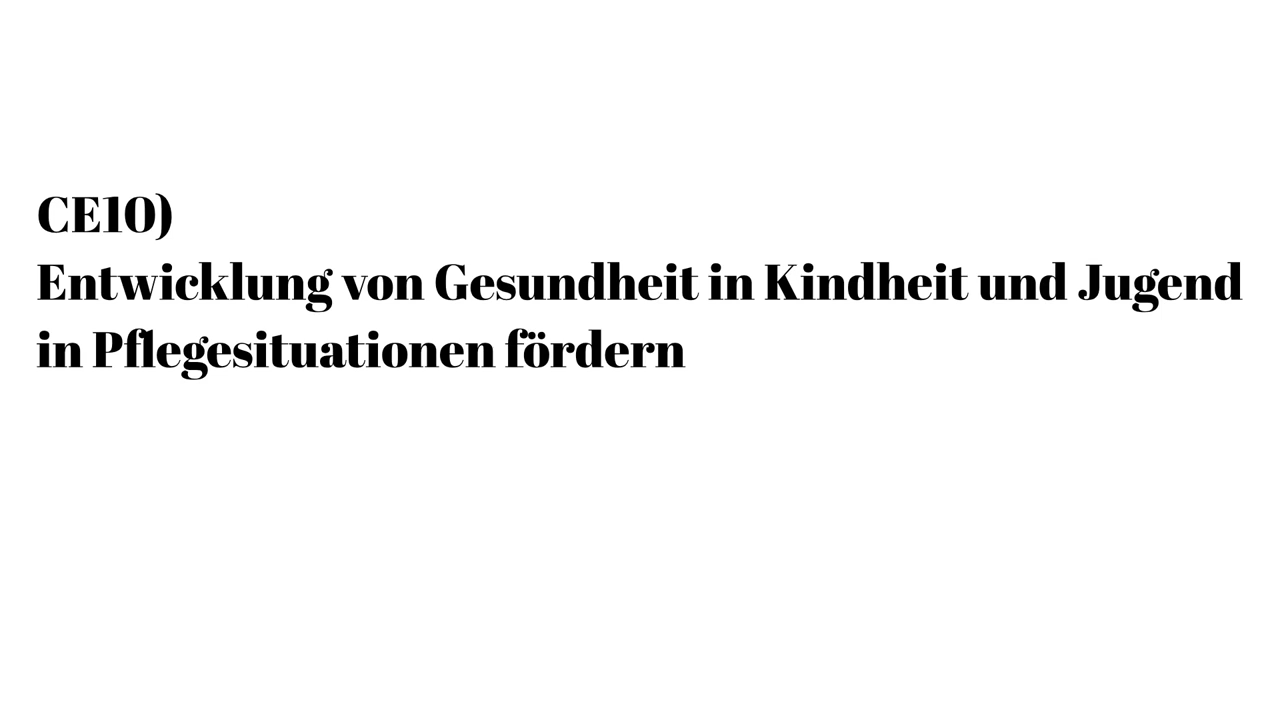 CE10)
Entwicklung von Gesundheit in Kindheit und Jugend
in Pflegesituationen fördern